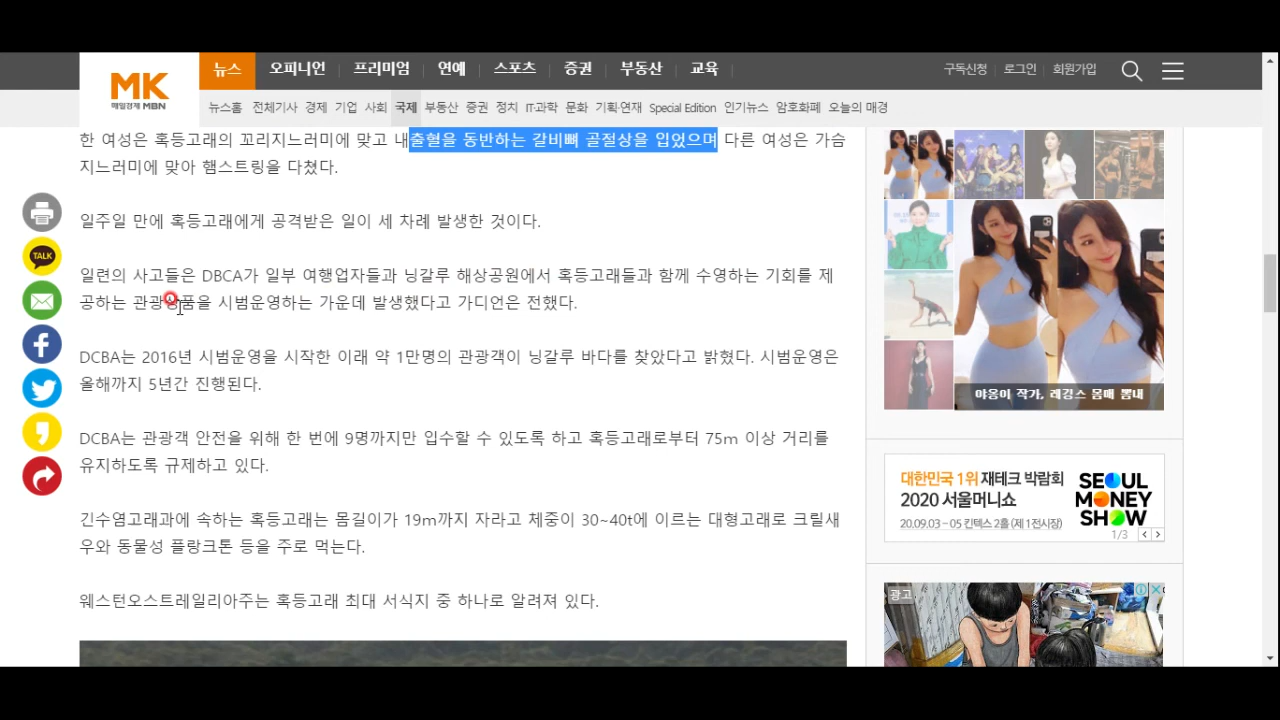 MK
매일경제 MBN
뉴스 오피니언 프리미엄 연예 스포츠 증권 부동산 교육
구독신청 로그인 회원가입
뉴스홈 전체기사 경제 기업 사회 국제 부동산 증권 정치 IT·과학 문화 기획·연재 Special Edition 인기뉴스 암호화폐 오늘의 매경
한 여성은 혹등고래의 꼬리지느러미에 맞고 내출혈을 동반하는 갈비뼈 골절상을 입었으며 다른 여성은 가슴
지느러미에 맞아 햄스트링을 다쳤다.
일주일 만에 혹등고래에게 공격받은 일이 세 차례 발생한 것이다.
TALK
일련의 사고들은 DBCA가 일부 여행업자들과 닝갈루 해상공원에서 혹등고래들과 함께 수영하는 기회를 제
공하는 관광상품을 시범운영하는 가운데 발생했다고 가디언은 전했다.
DCBA는 2016년 시범운영을 시작한 이래 약 1만명의 관광객이 닝갈루 바다를 찾았다고 밝혔다. 시범운영은
올해까지 5년간 진행된다.
DCBA는 관광객 안전을 위해 한 번에 9명까지만 입수할 수 있도록 하고 혹등고래로부터 75m 이상 거리를
유지하도록 규제하고 있다.
긴수염고래과에 속하는 혹등고래는 몸길이가 19m까지 자라고 체중이 30~40t에 이르는 대형고래로 크릴새
우와 동물성 플랑크톤 등을 주로 먹는다.
웨스턴오스트레일리아주는 혹등고래 최대 서식지 중 하나로 알려져 있다.
야옹이 작가, 레깅스 몸매 뽐내
대한민국 1위 재테크 박람회
2020 서울머니쇼
20.09.03 – 05 킨텍스 2홀 (제 1전시장)
SEOUL
MONEY
SHOW
1/3
광고